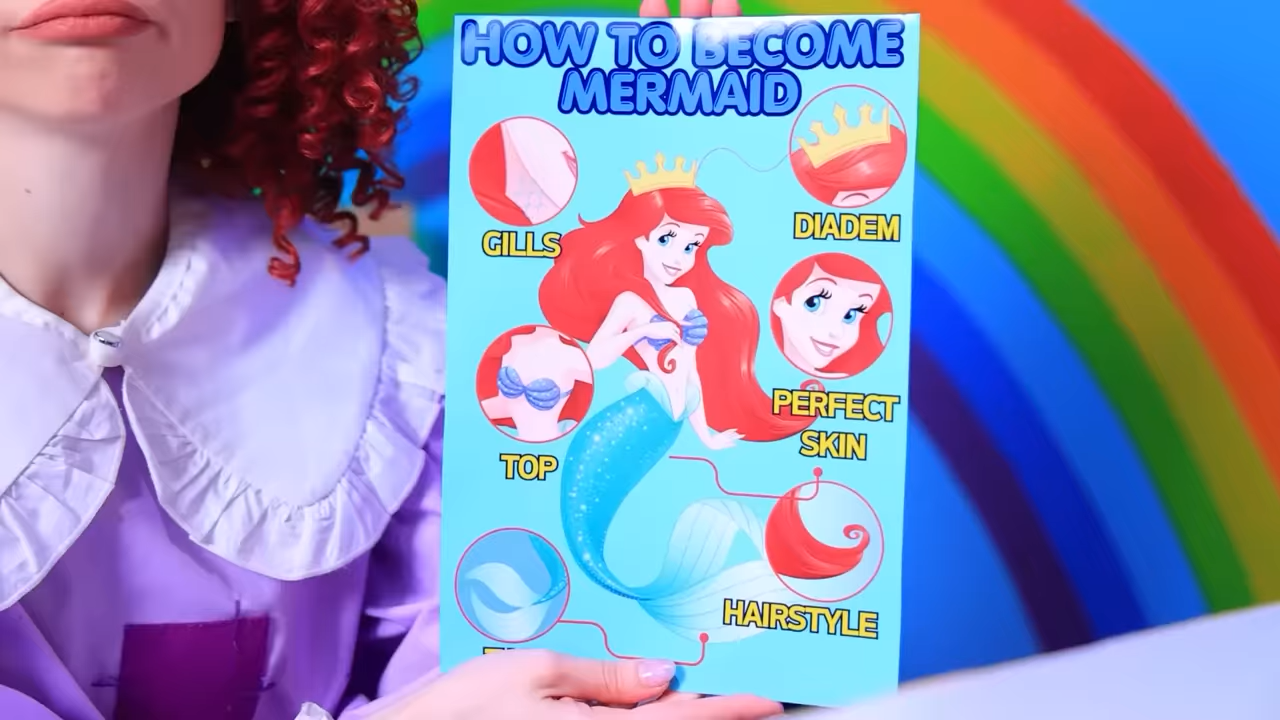 HOW TO BECOME
MERMAID
GILLS
DIADEM
TOP
PERFECT
SKIN
HAIRSTYLE